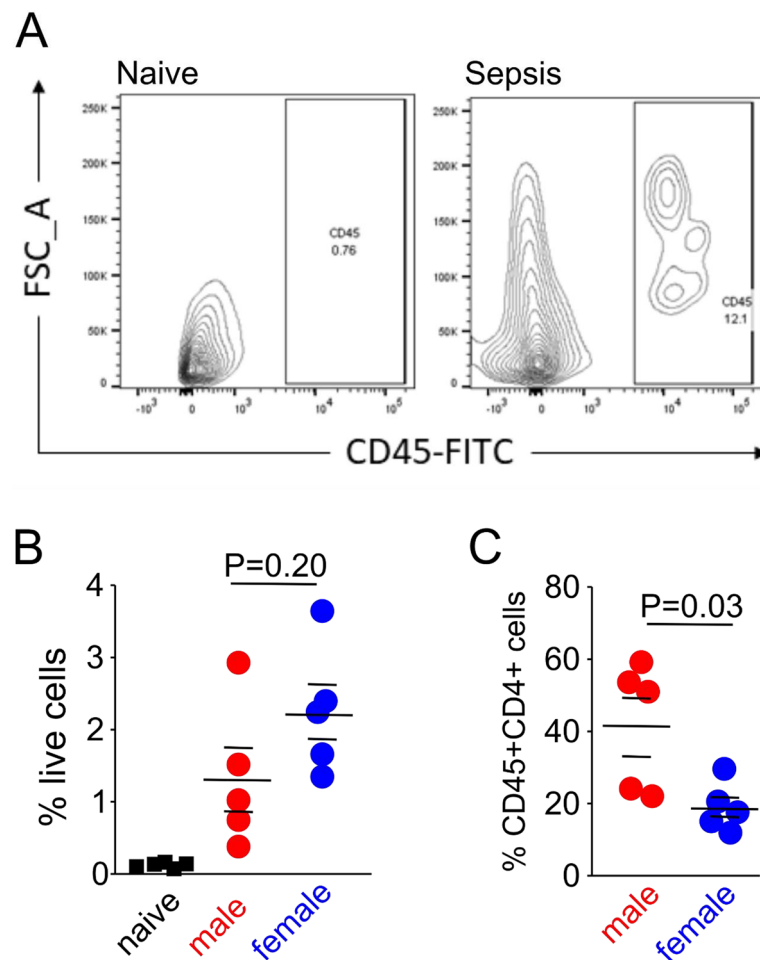 A
Naive
Sepsis
FSC_A
250K
200K
150K
100K
50K
0
CD45
0.76
-10³
0
10³
10⁴
10⁵
250K
200K
150K
100K
50K
0
CD45
12.1
-10³
0
10³
10⁴
10⁵
CD45-FITC
B
P=0.20
% live cells
4
3
2
1
0
naive
male
female
C
P=0.03
% CD45+CD4+ cells
80
60
40
20
0
male
female